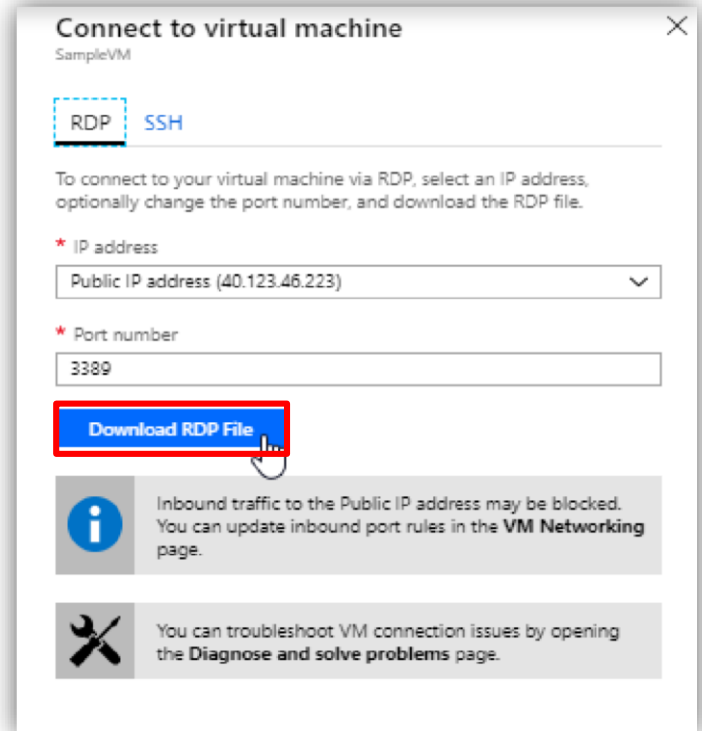 Connect to virtual machine
SampleVM
RDP SSH
To connect to your virtual machine via RDP, select an IP address,
optionally change the port number, and download the RDP file.
* IP address
Public IP address (40.123.46.223)
* Port number
3389
Download RDP File
Inbound traffic to the Public IP address may be blocked.
You can update inbound port rules in the VM Networking
page.
You can troubleshoot VM connection issues by opening
the Diagnose and solve problems page.